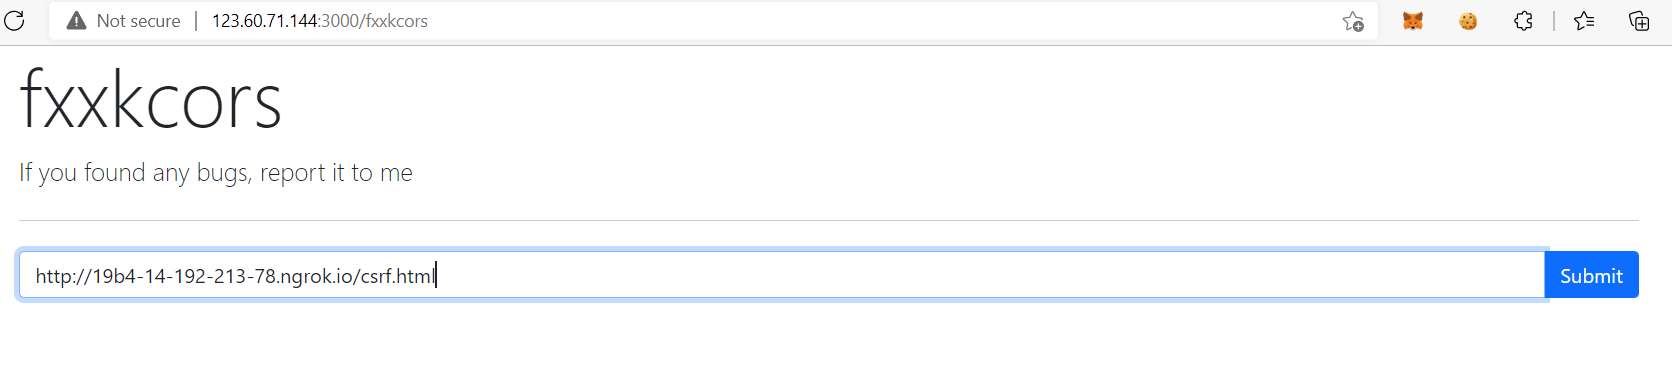 Not secure | 123.60.71.144:3000/fxxkcors
fxxkcors
If you found any bugs, report it to me
http://19b4-14-192-213-78.ngrok.io/csrf.html Submit